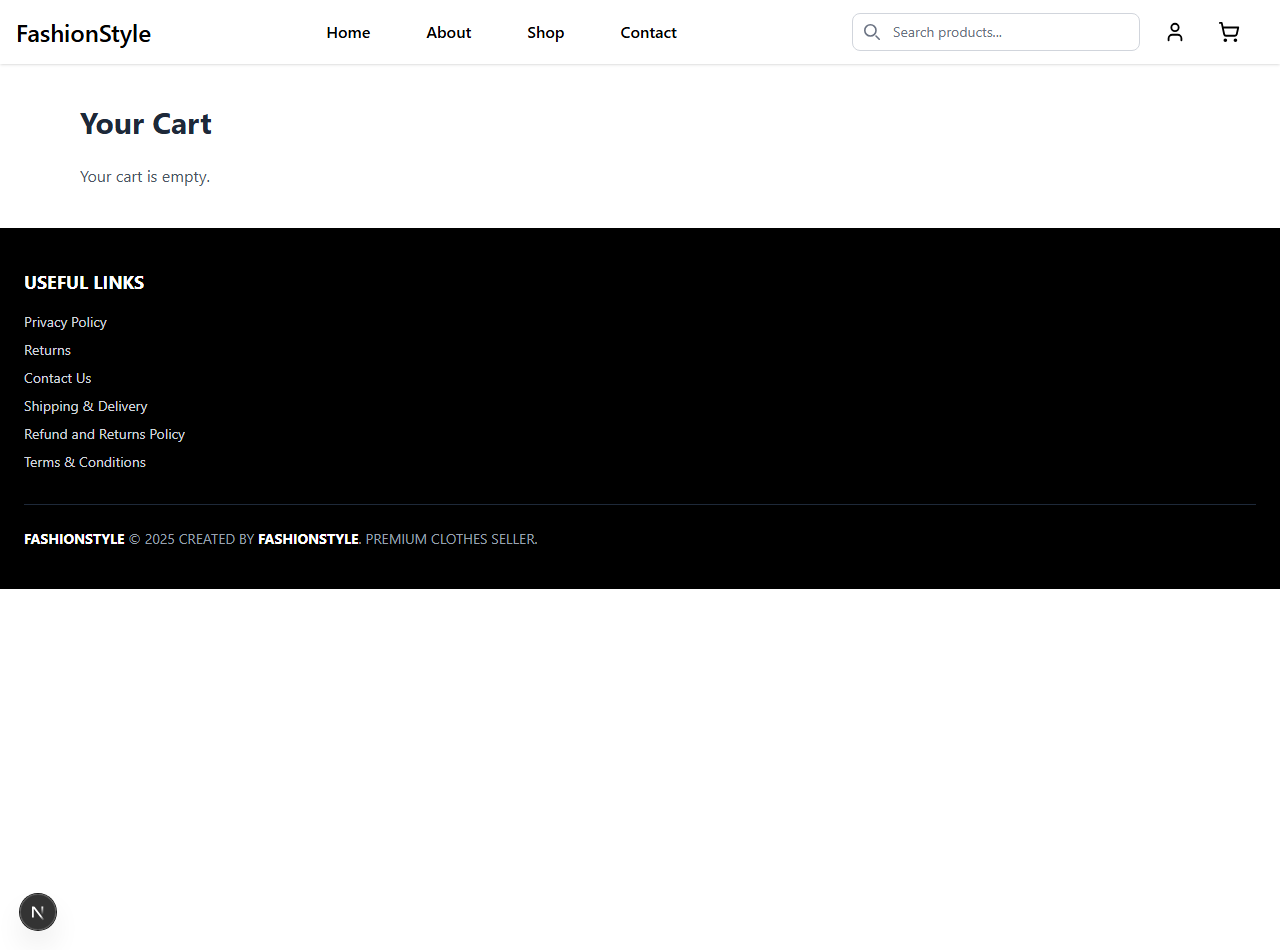 FashionStyle
Home
About
Shop
Contact
Search products...
Your Cart
Your cart is empty.
USEFUL LINKS
Privacy Policy
Returns
Contact Us
Shipping & Delivery
Refund and Returns Policy
Terms & Conditions
FASHIONSTYLE © 2025 CREATED BY FASHIONSTYLE. PREMIUM CLOTHES SELLER.
N